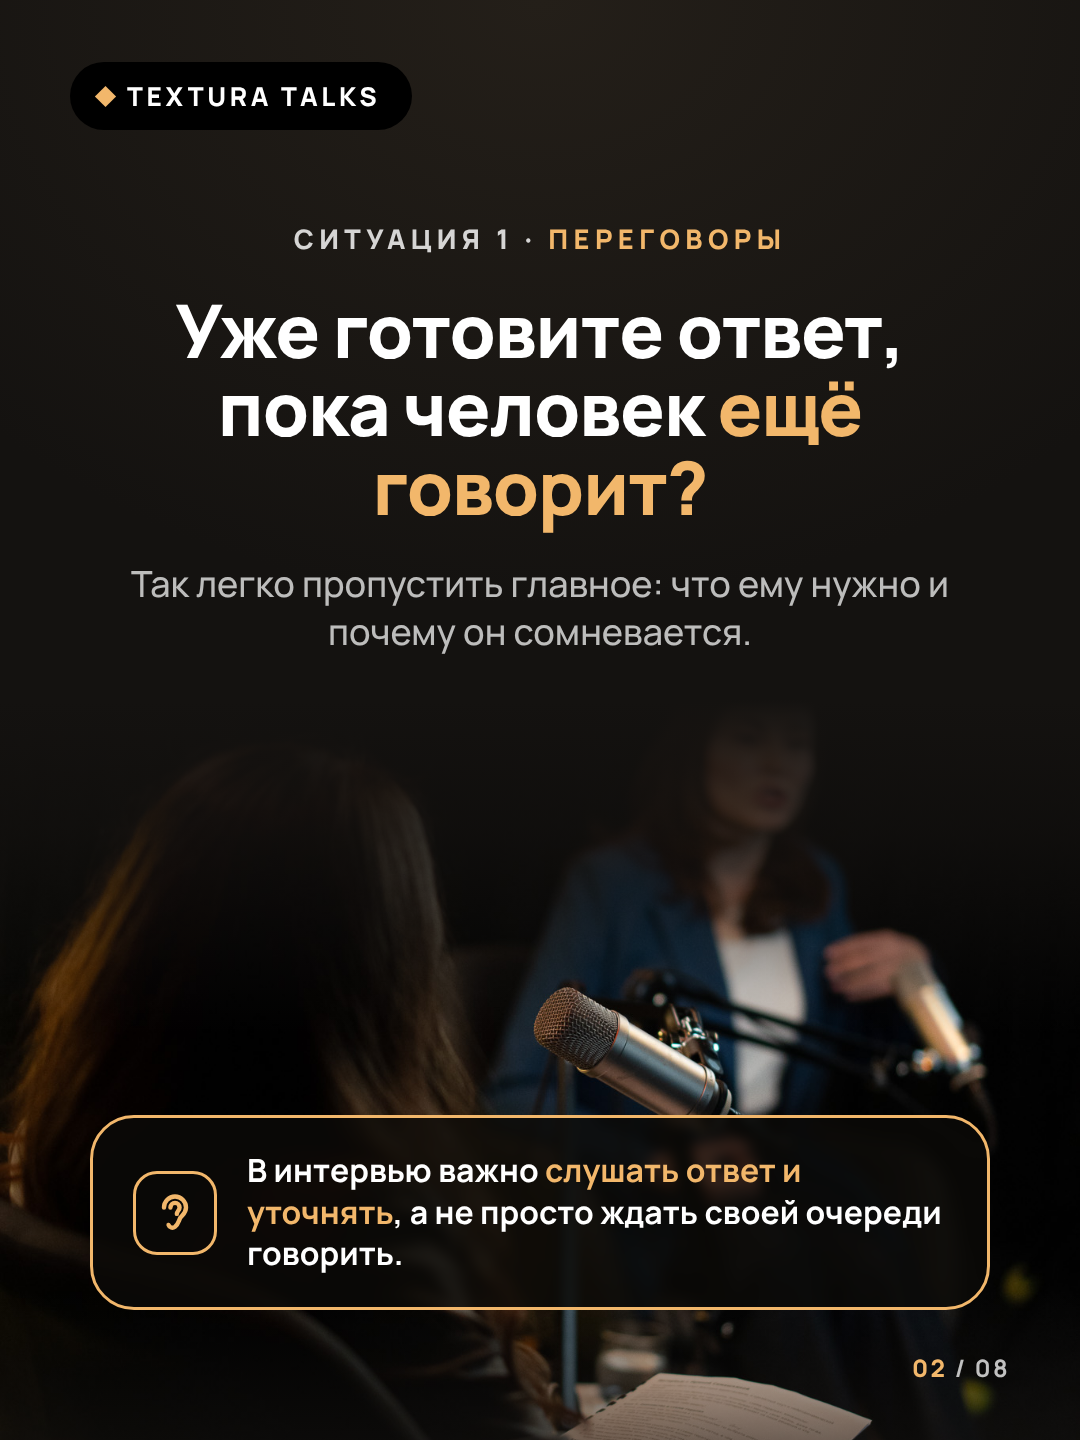 TEXTURA TALKS
СИТУАЦИЯ 1 · ПЕРЕГОВОРЫ
Уже готовите ответ,
пока человек ещё
говорит?
Так легко пропустить главное: что ему нужно и
почему он сомневается.
В интервью важно слушать ответ и
уточнять, а не просто ждать своей очереди
говорить.
02 / 08